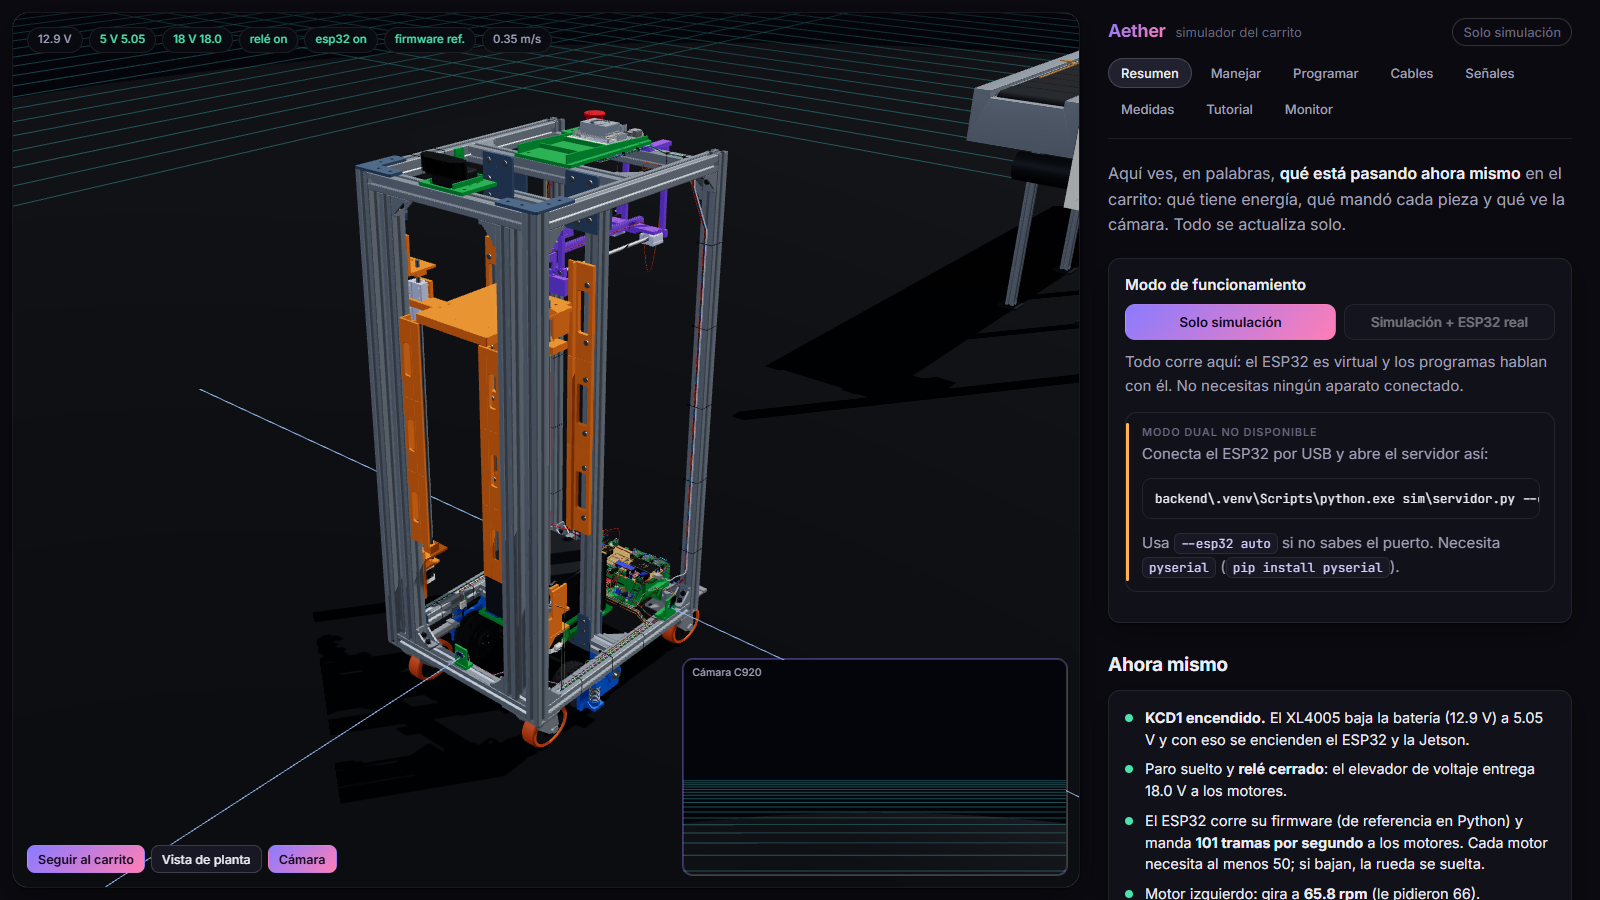 12.9 V
5 V 5.05
18 V 18.0
relé on
esp32 on
firmware ref.
0.35 m/s
Cámara C920
Seguir al carrito
Vista de planta
Cámara
Aether simulador del carrito
Solo simulación
Resumen
Manejar
Programar
Cables
Señales
Medidas
Tutorial
Monitor
Aquí ves, en palabras, qué está pasando ahora mismo en el
carrito: qué tiene energía, qué mandó cada pieza y qué ve la
cámara. Todo se actualiza solo.
Modo de funcionamiento
Solo simulación
Simulación + ESP32 real
Todo corre aquí: el ESP32 es virtual y los programas hablan
con él. No necesitas ningún aparato conectado.
MODO DUAL NO DISPONIBLE
Conecta el ESP32 por USB y abre el servidor así:
backend\.venv\Scripts\python.exe sim\servidor.py --
Usa --esp32 auto si no sabes el puerto. Necesita
pyserial (pip install pyserial).
Ahora mismo
KCD1 encendido. El XL4005 baja la batería (12.9 V) a 5.05
V y con eso se encienden el ESP32 y la Jetson.
Paro suelto y relé cerrado: el elevador de voltaje entrega
18.0 V a los motores.
El ESP32 corre su firmware (de referencia en Python) y
manda 101 tramas por segundo a los motores. Cada motor
necesita al menos 50; si bajan, la rueda se suelta.
Motor izquierdo: gira a 65.8 rpm (le pidieron 66).